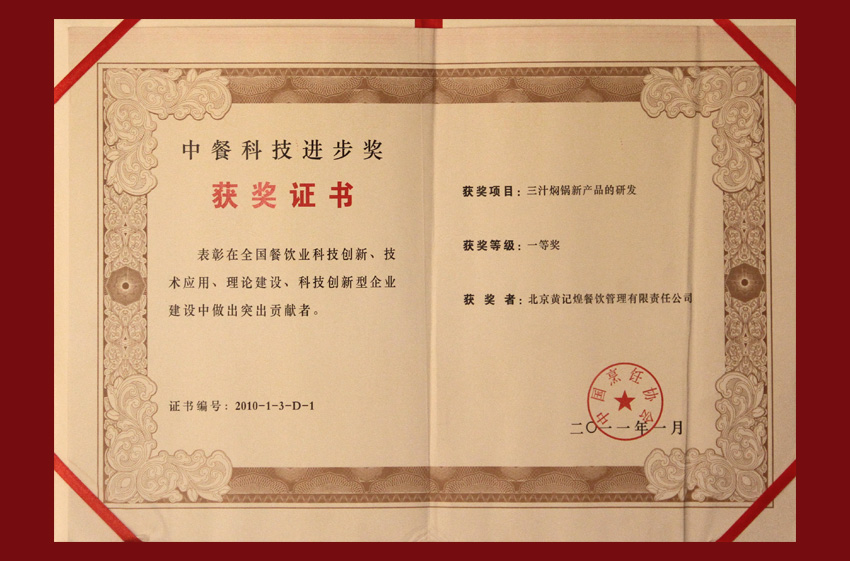 中餐科技进步奖
获奖证书
表彰在全国餐饮业科技创新、技
术应用、理论建设、科技创新型企业
建设中做出突出贡献者。
证书编号：2010-1-3-D-1
获奖项目：三汁焖锅新产品的研发
获奖等级：一等奖
获奖者：北京黄记煌餐饮管理有限责任公司
中国烹饪协会
二〇一一年一月